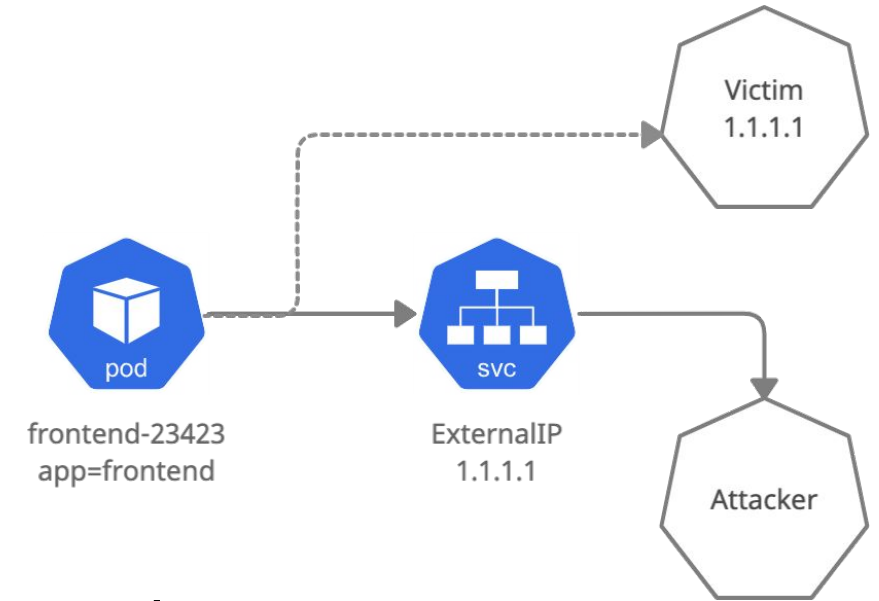 Victim
1.1.1.1
pod
svc
frontend-23423
app=frontend
ExternalIP
1.1.1.1
Attacker